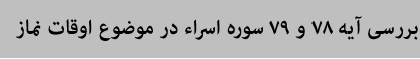 بررسی آیه ۷۸ و ۷۹ سوره اسراء در موضوع اوقات نماز